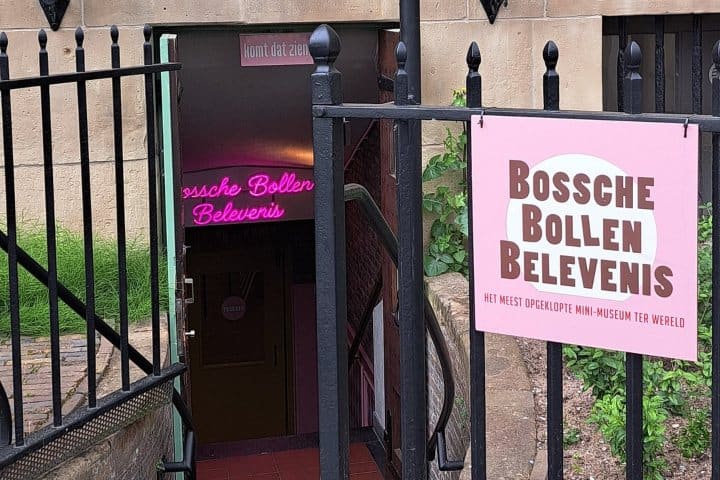 komt dat zien
Bossche Bollen
Belevenis
BOSSCHE
BOLLEN
BELEVENIS
HET MEEST OPGEKLOPTE MINI-MUSEUM TER WERELD